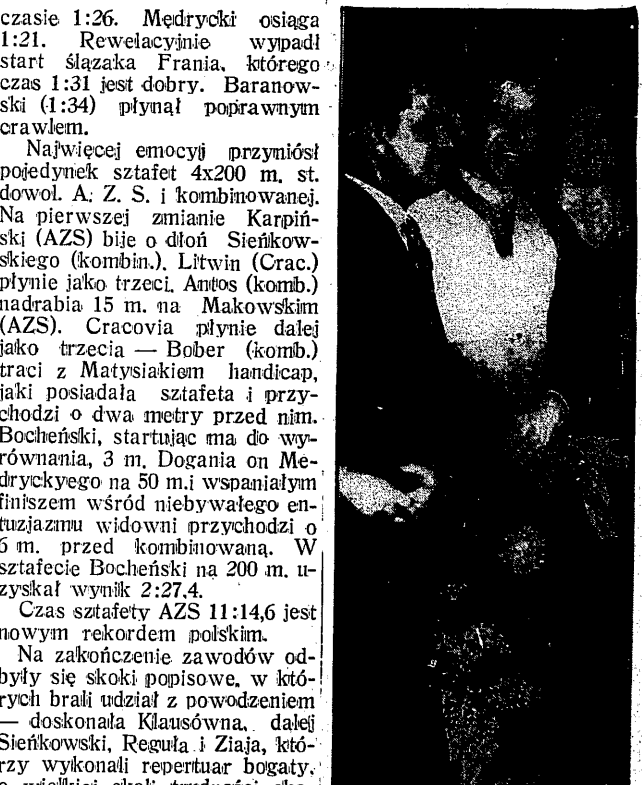 czasie 1:26. Mędrycki osiąga
1:21. Rewelacyjnie wypadł
start ślązaka Frania, którego
czas 1:31 jest dobry. Baranow-
ski (1:34) płynął poprawnym
crawlem.
Najwięcej emocyj przyniósł
pojedynek sztafet 4x200 m. st.
dowol. A. Z. S. i kombinowanej.
Na pierwszej zmianie Karpiń-
ski (AZS) bije o dłoń Sieńkow-
skiego (kombin.). Litwin (Crac.)
płynie jako trzeci. Antos (komb.)
nadrabia 15 m. na Makowskim
(AZS). Cracovia płynie dalej
jako trzecia — Bober (komb.)
traci z Matysiakiem handicap,
jaki posiadała sztafeta i przy-
chodzi o dwa metry przed nim.
Bocheński, startując ma do wy-
równania, 3 m. Dogania on Me-
dryckyego na 50 m. i wspaniałym
finiszem wśród niebywałego en-
tuzjazmu widowni przychodzi o
6 m. przed kombinowaną. W
sztafecie Bocheński na 200 m. u-
zyskał wynik 2:27,4.
Czas sztafety AZS 11:14,6 jest
nowym rekordem polskim.
Na zakończenie zawodów od-
były się skoki popisowe, w któ-
rych brali udział z powodzeniem
— doskonała Klausówna, dalej
Sieńkowski, Reguła i Ziaja, któ-
rzy wykonali repertuar bogaty,